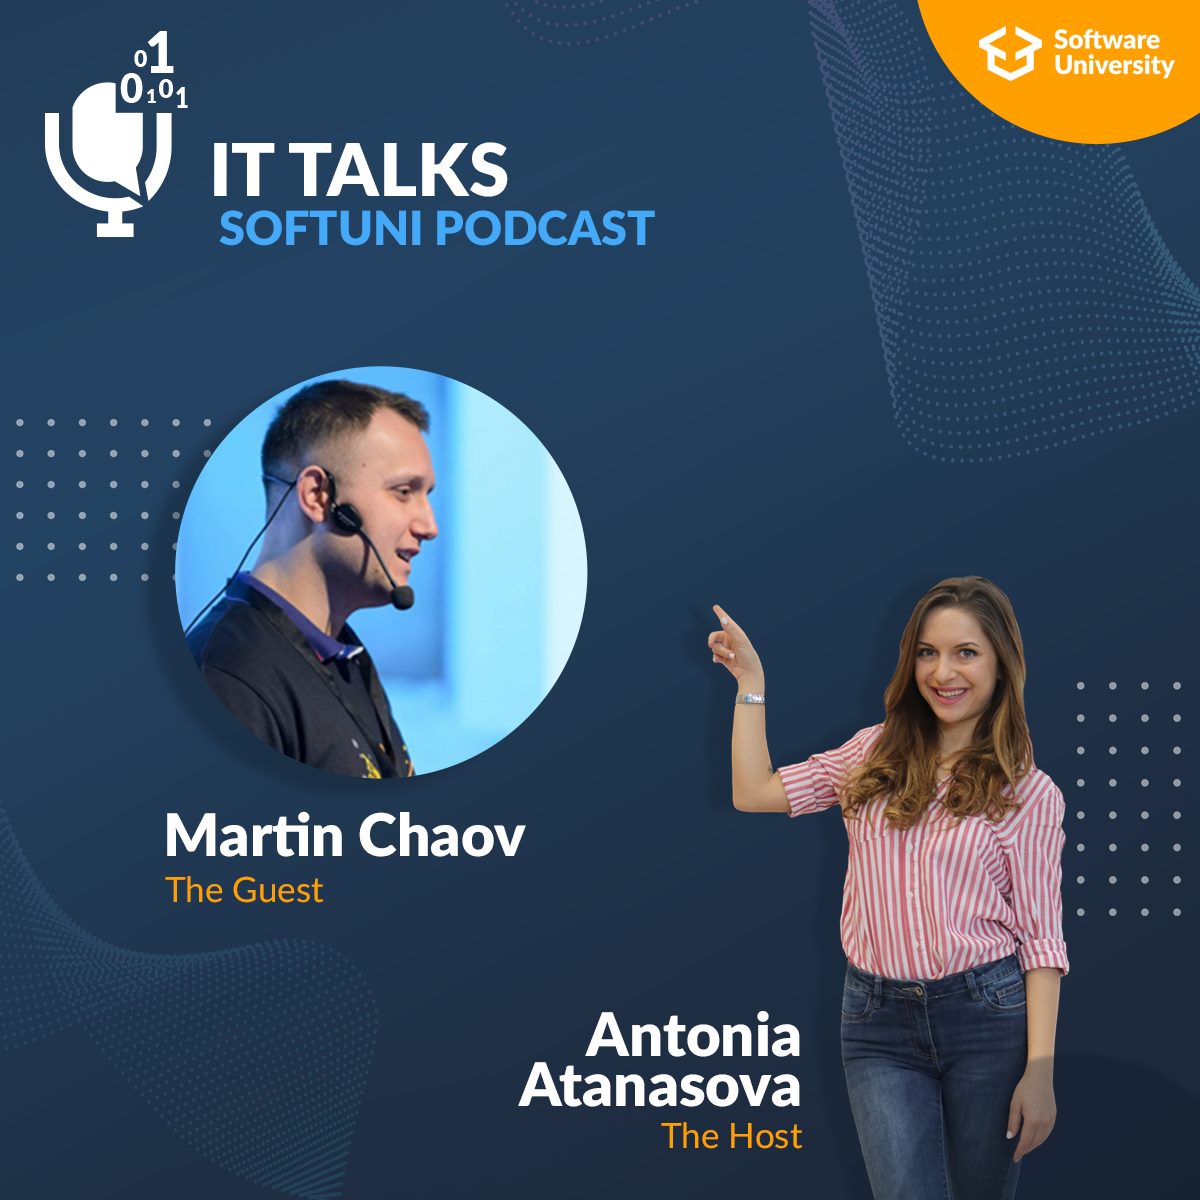 01
0101
IT TALKS
SOFTUNI PODCAST
Software
University
Martin Chaov
The Guest
Antonia
Atanasova
The Host